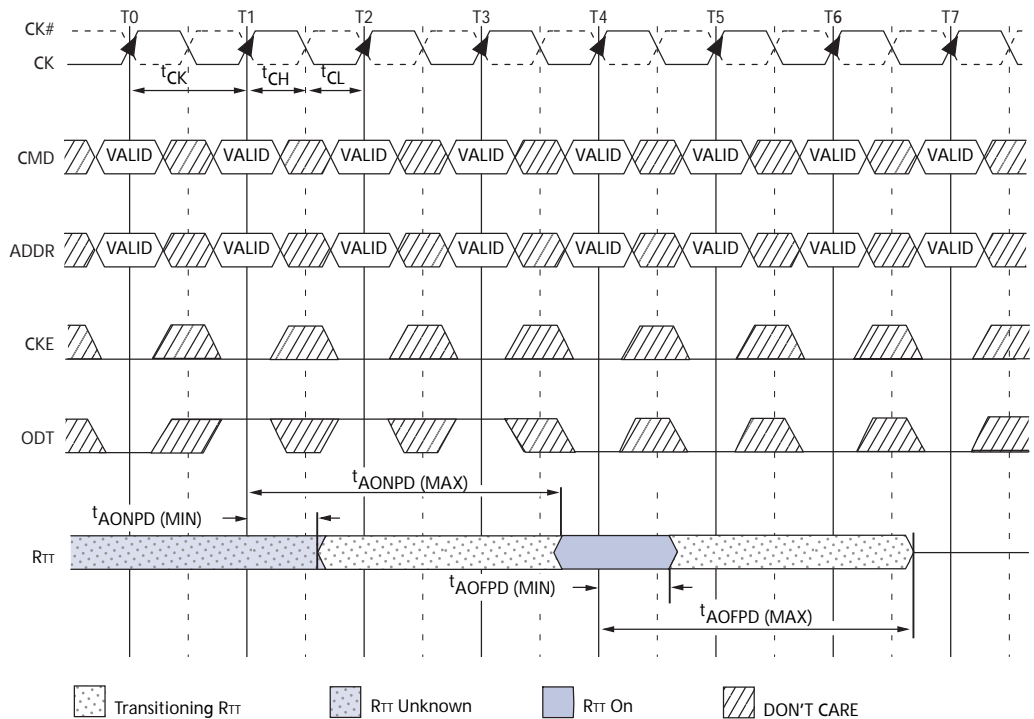 T0 T1 T2 T3 T4 T5 T6 T7
CK#
CK
tCK tCH tCL
CMD VALID VALID VALID VALID VALID VALID VALID VALID
ADDR VALID VALID VALID VALID VALID VALID VALID VALID
CKE
ODT
tAONPD (MAX)
tAONPD (MIN)
RTT
tAOFPD (MIN)
tAOFPD (MAX)
Transitioning RTT RTT Unknown RTT On DON'T CARE